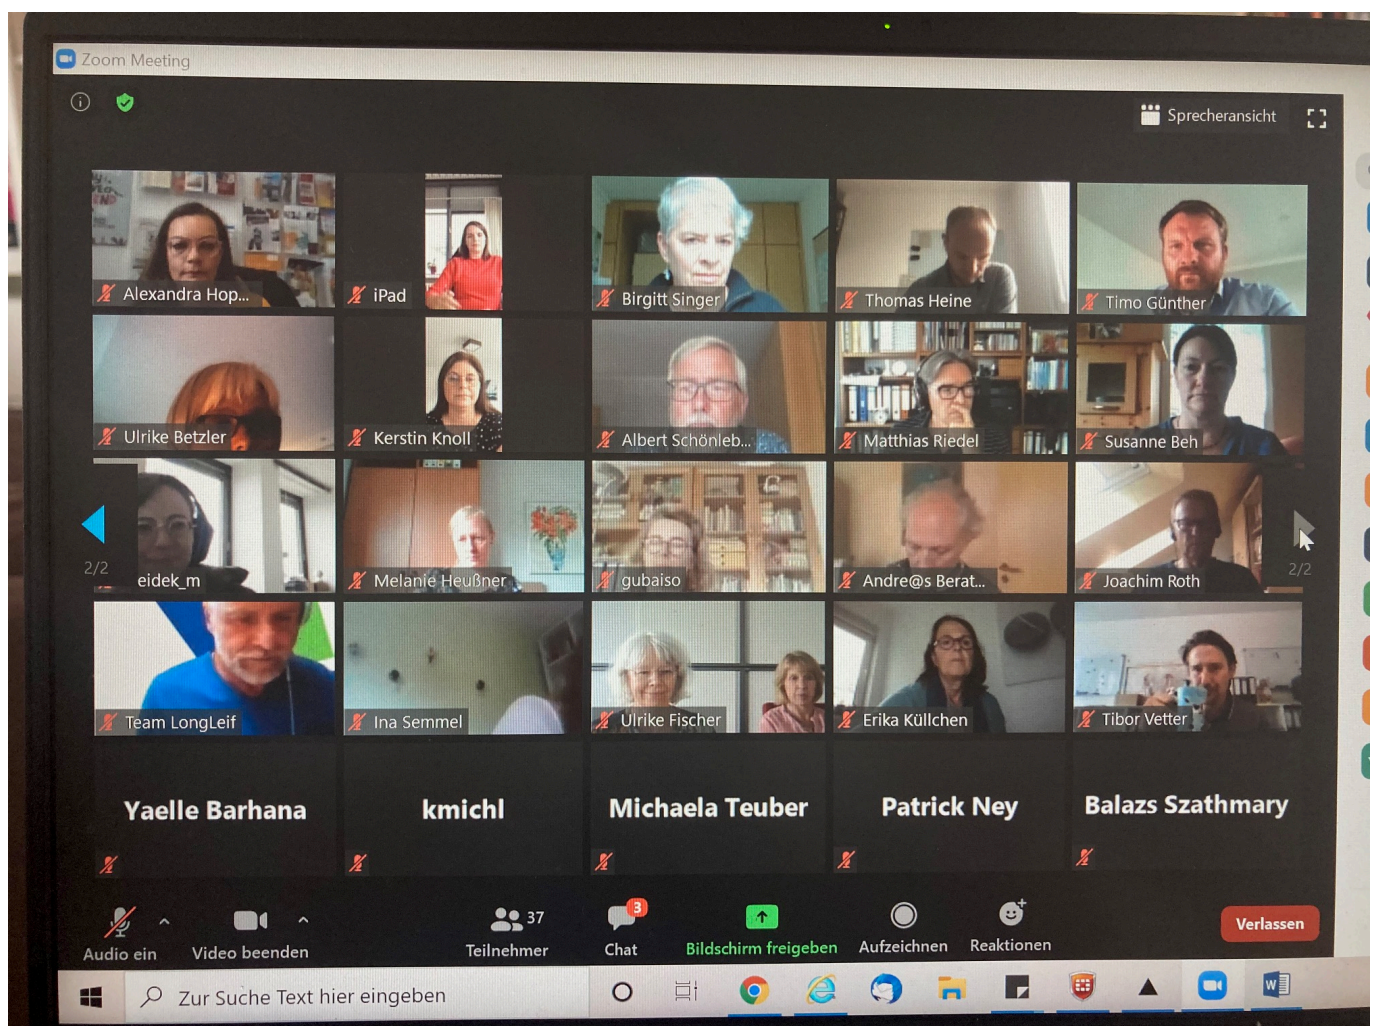 Zoom Meeting
Sprecheransicht
Alexandra Hop...
iPad
Birgitt Singer
Thomas Heine
Timo Günther
Ulrike Betzler
Kerstin Knoll
Albert Schönleb...
Matthias Riedel
Susanne Beh
eidek_m
Melanie Heußner
gubaiso
Andre@s Berat...
Joachim Roth
2/2
2/2
Team LongLeif
Ina Semmel
Ulrike Fischer
Erika Küllchen
Tibor Vetter
Yaelle Barhana
kmichl
Michaela Teuber
Patrick Ney
Balazs Szathmary
Audio ein
Video beenden
37
Teilnehmer
3
Chat
Bildschirm freigeben
Aufzeichnen
Reaktionen
Verlassen
Zur Suche Text hier eingeben
W